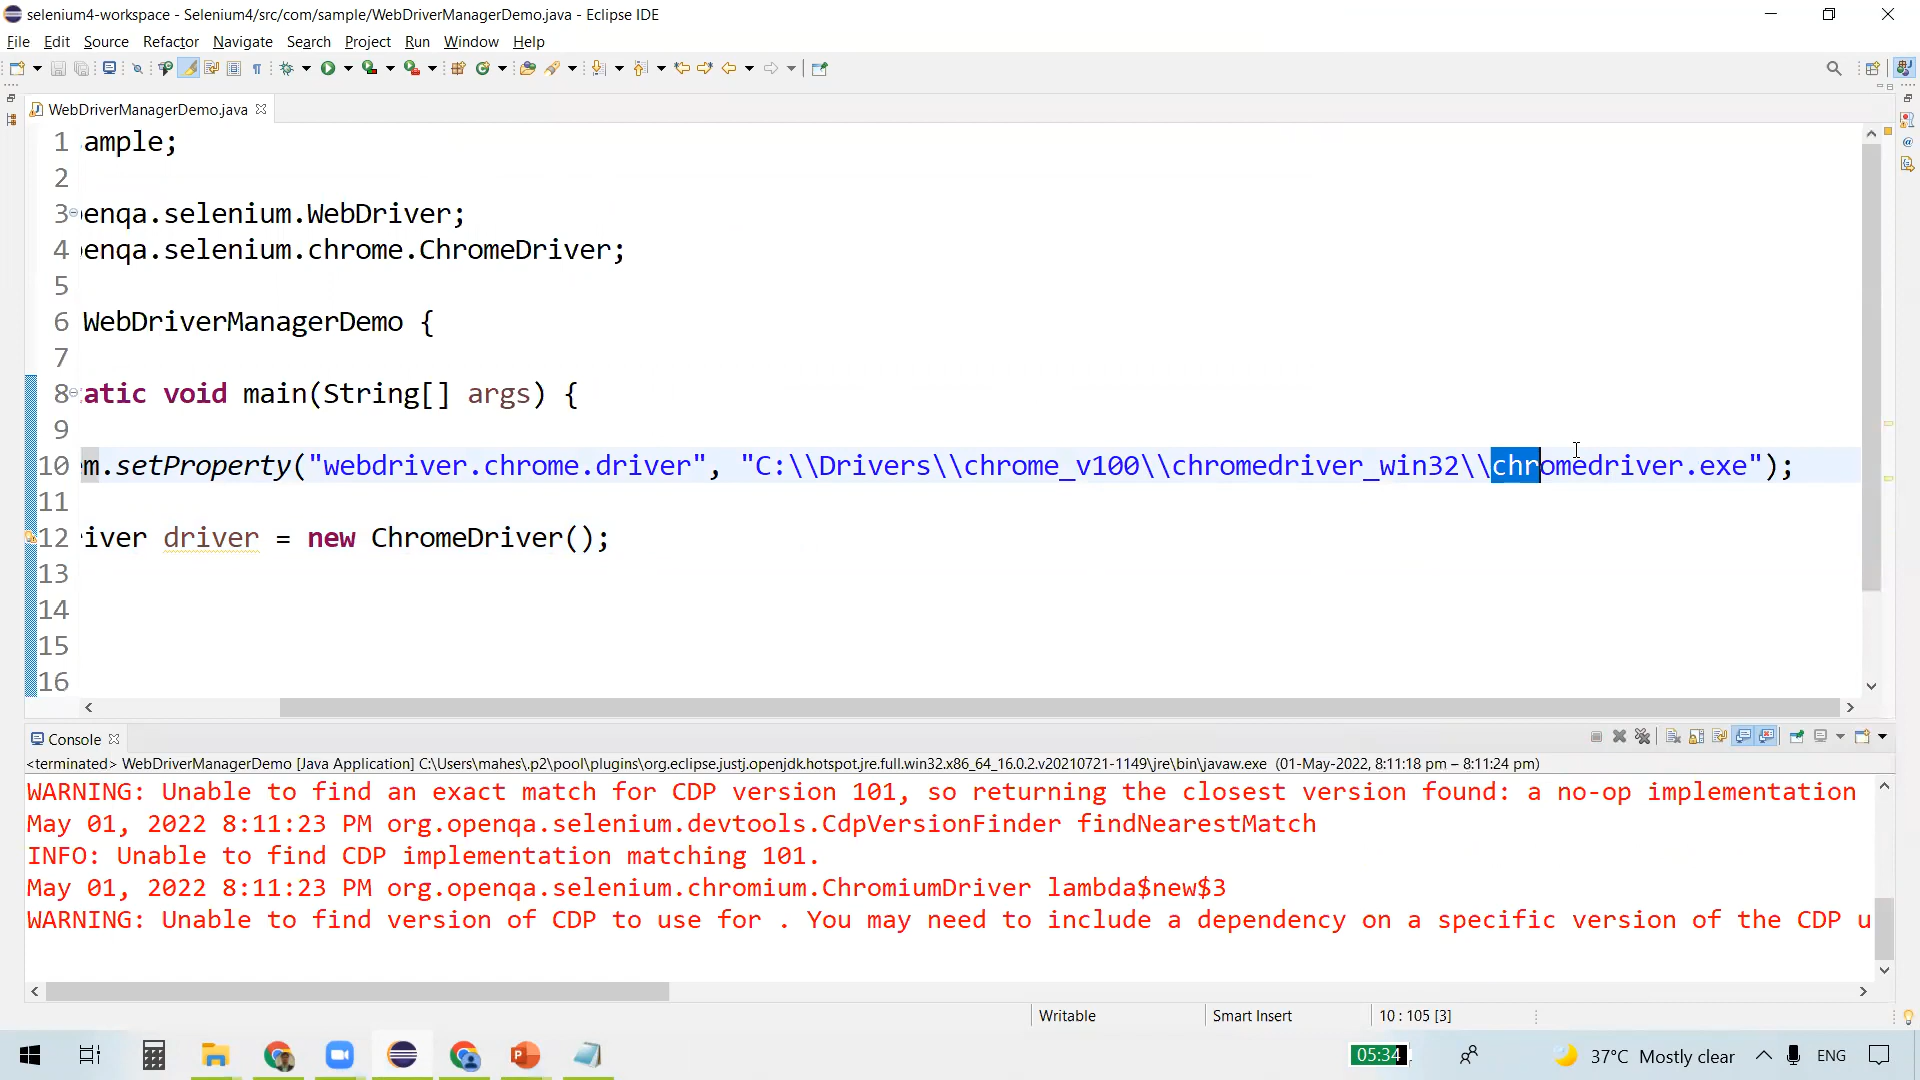 selenium4-workspace - Selenium4/src/com/sample/WebDriverManagerDemo.java - Eclipse IDE
File Edit Source Refactor Navigate Search Project Run Window Help
WebDriverManagerDemo.java
1 ample;
2
3 enqa.selenium.WebDriver;
4 enqa.selenium.chrome.ChromeDriver;
5
6 WebDriverManagerDemo {
7
8 atic void main(String[] args) {
9
10 m.setProperty("webdriver.chrome.driver", "C:\\Drivers\\chrome_v100\\chromedriver_win32\\chromedriver.exe");
11
12 iver driver = new ChromeDriver();
13
14
15
16
Console
<terminated> WebDriverManagerDemo [Java Application] C:\Users\mahes\.p2\pool\plugins\org.eclipse.justj.openjdk.hotspot.jre.full.win32.x86_64_16.0.2.v20210721-1149\jre\bin\javaw.exe (01-May-2022, 8:11:18 pm – 8:11:24 pm)
WARNING: Unable to find an exact match for CDP version 101, so returning the closest version found: a no-op implementation
May 01, 2022 8:11:23 PM org.openqa.selenium.devtools.CdpVersionFinder findNearestMatch
INFO: Unable to find CDP implementation matching 101.
May 01, 2022 8:11:23 PM org.openqa.selenium.chromium.ChromiumDriver lambda$new$3
WARNING: Unable to find version of CDP to use for . You may need to include a dependency on a specific version of the CDP u
Writable Smart Insert 10 : 105 [3]
05:34 37°C Mostly clear ENG